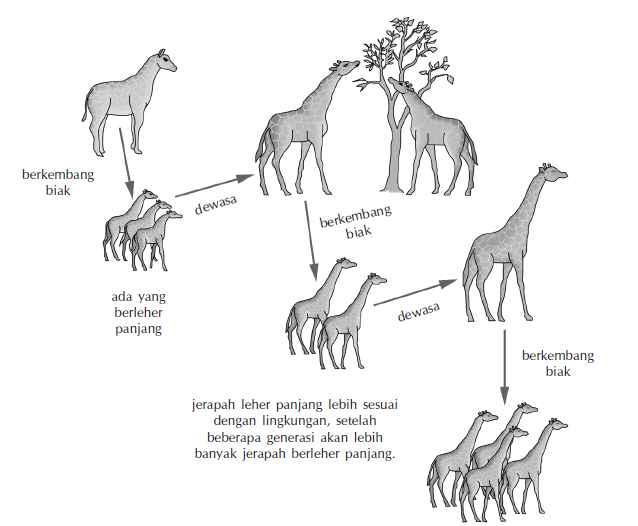 berkembang
biak
dewasa
ada yang
berleher
panjang
berkembang
biak
dewasa
berkembang
biak
jerapah leher panjang lebih sesuai
dengan lingkungan, setelah
beberapa generasi akan lebih
banyak jerapah berleher panjang.